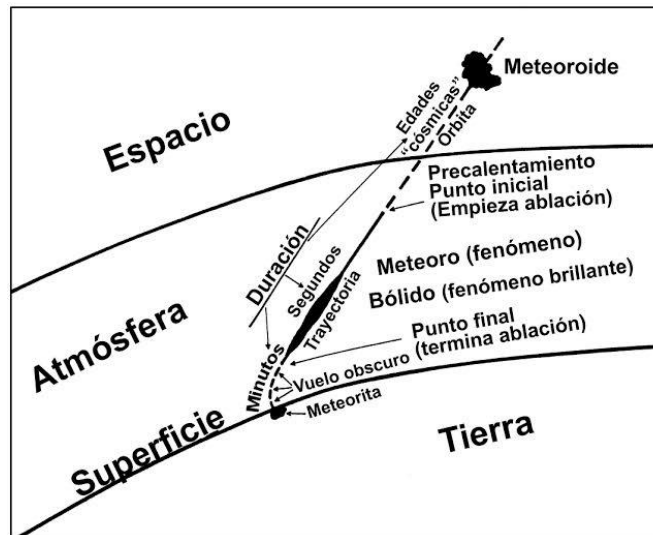 Meteoroide
Edades
“cósmicas”
Órbita
Espacio
Precalentamiento
Punto inicial
(Empieza ablación)
Duración
Segundos
Trayectoria
Meteoro (fenómeno)
Bólido (fenómeno brillante)
Atmósfera
Punto final
(termina ablación)
Minutos
Vuelo obscuro
Meteorita
Superficie
Tierra